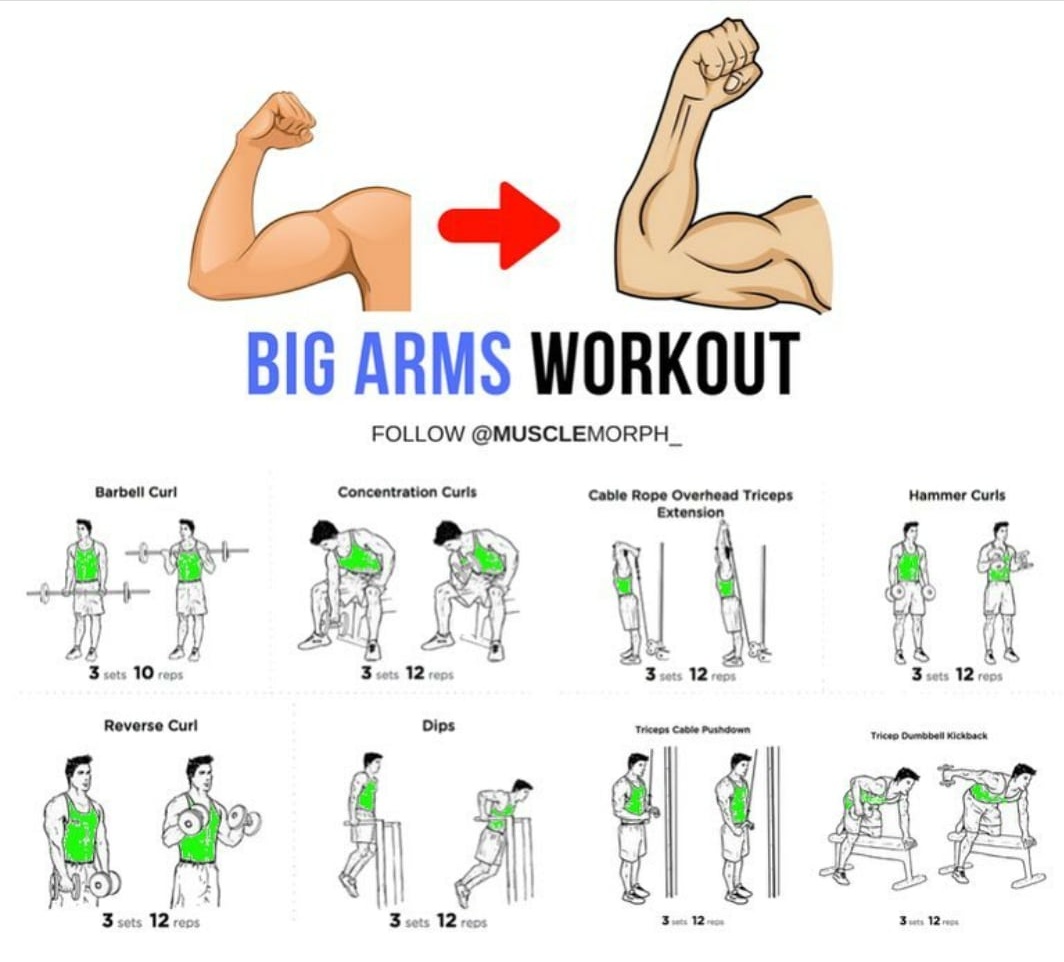 BIG ARMS WORKOUT
FOLLOW @MUSCLEMORPH_
Barbell Curl
3 sets 10 reps
Concentration Curls
3 sets 12 reps
Cable Rope Overhead Triceps
Extension
3 sets 12 reps
Hammer Curls
3 sets 12 reps
Reverse Curl
3 sets 12 reps
Dips
3 sets 12 reps
Triceps Cable Pushdown
3 sets 12 reps
Tricep Dumbbell Kickback
3 sets 12 reps